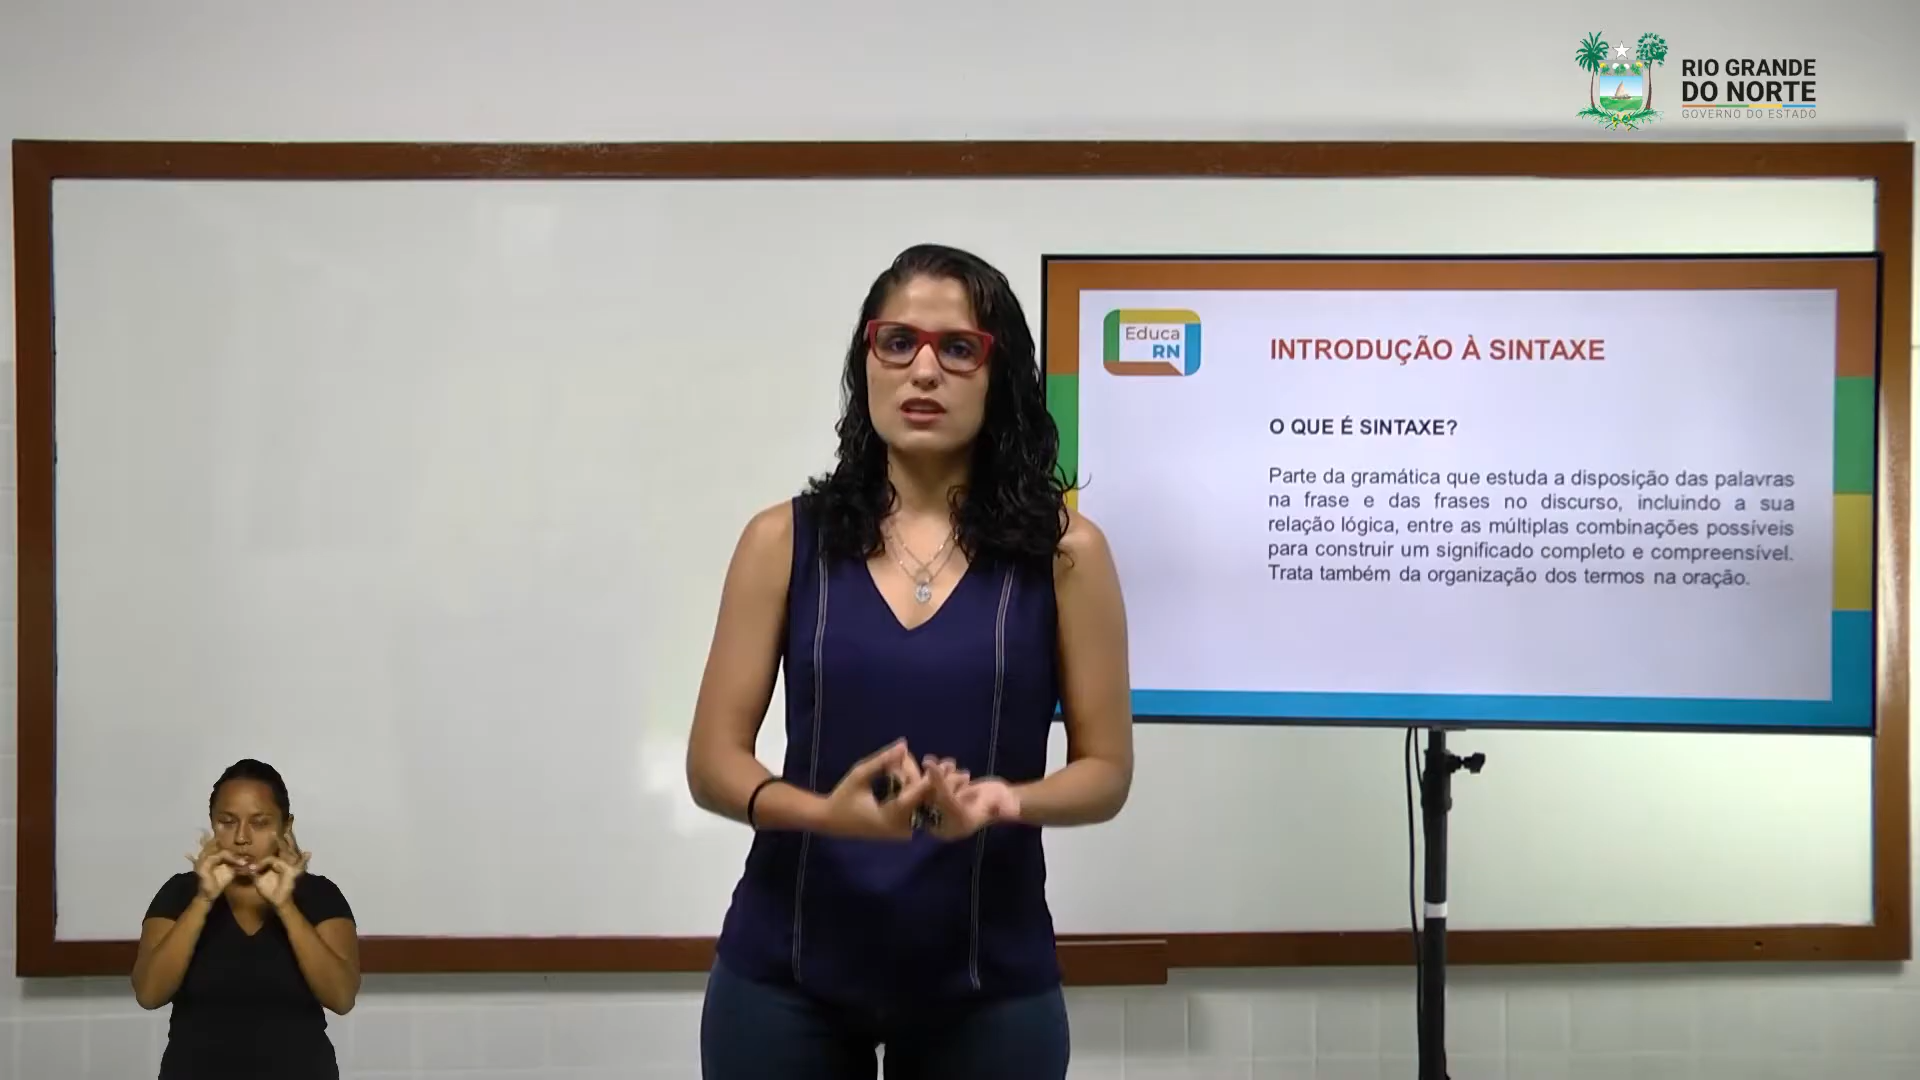 RIO GRANDE
DO NORTE
GOVERNO DO ESTADO
Educa
RN
INTRODUÇÃO À SINTAXE
O QUE É SINTAXE?
Parte da gramática que estuda a disposição das palavras
na frase e das frases no discurso, incluindo a sua
relação lógica, entre as múltiplas combinações possíveis
para construir um significado completo e compreensível.
Trata também da organização dos termos na oração.